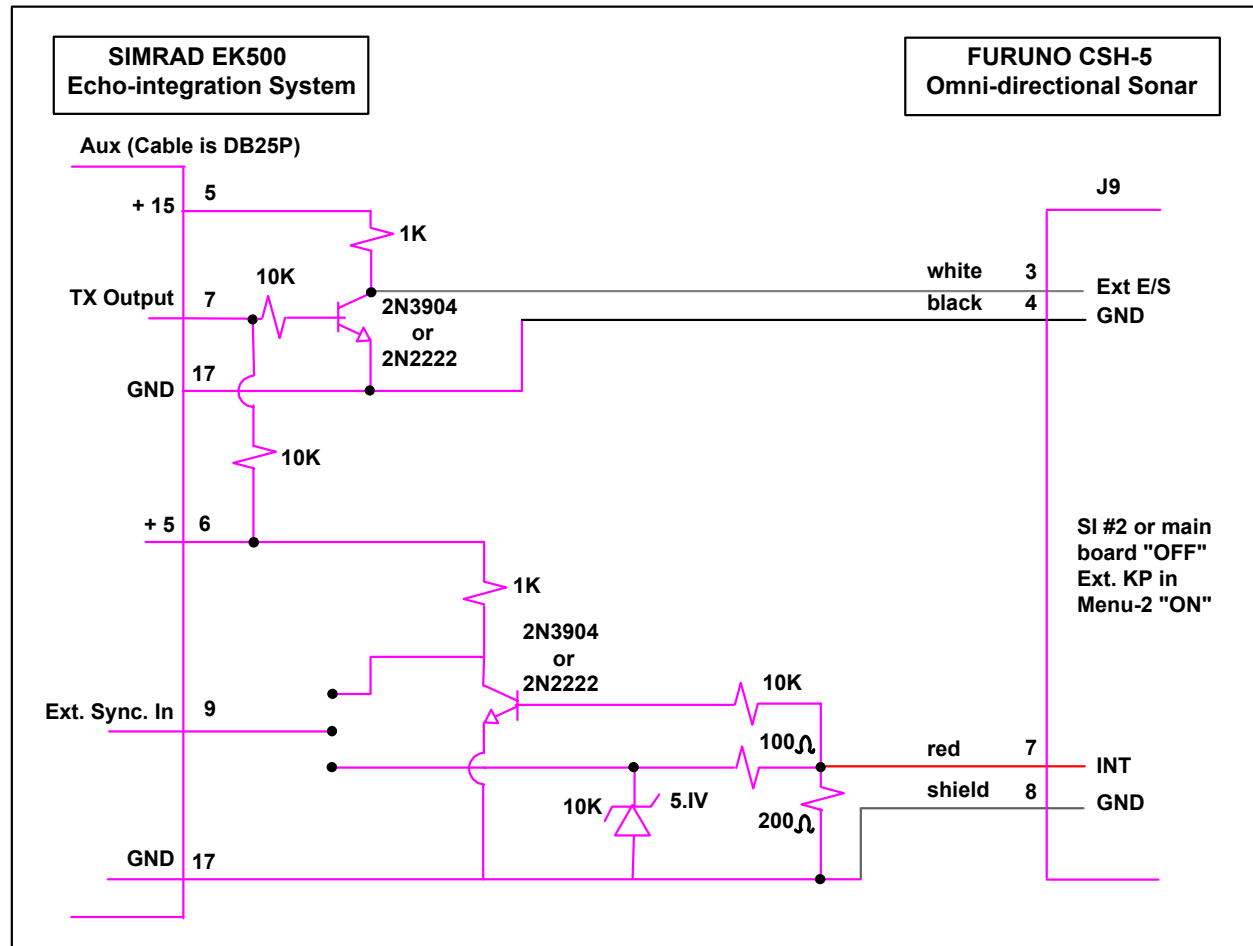 SIMRAD EK500
Echo-integration System
FURUNO CSH-5
Omni-directional Sonar
Aux (Cable is DB25P)
J9
+ 15
5
1K
TX Output
7
10K
2N3904
or
2N2222
white
3
Ext E/S
black
4
GND
GND
17
10K
+ 5
6
1K
SI #2 or main
board "OFF"
Ext. KP in
Menu-2 "ON"
2N3904
or
2N2222
10K
Ext. Sync. In
9
100Ω
red
7
INT
shield
8
GND
10K
5.IV
200Ω
GND
17